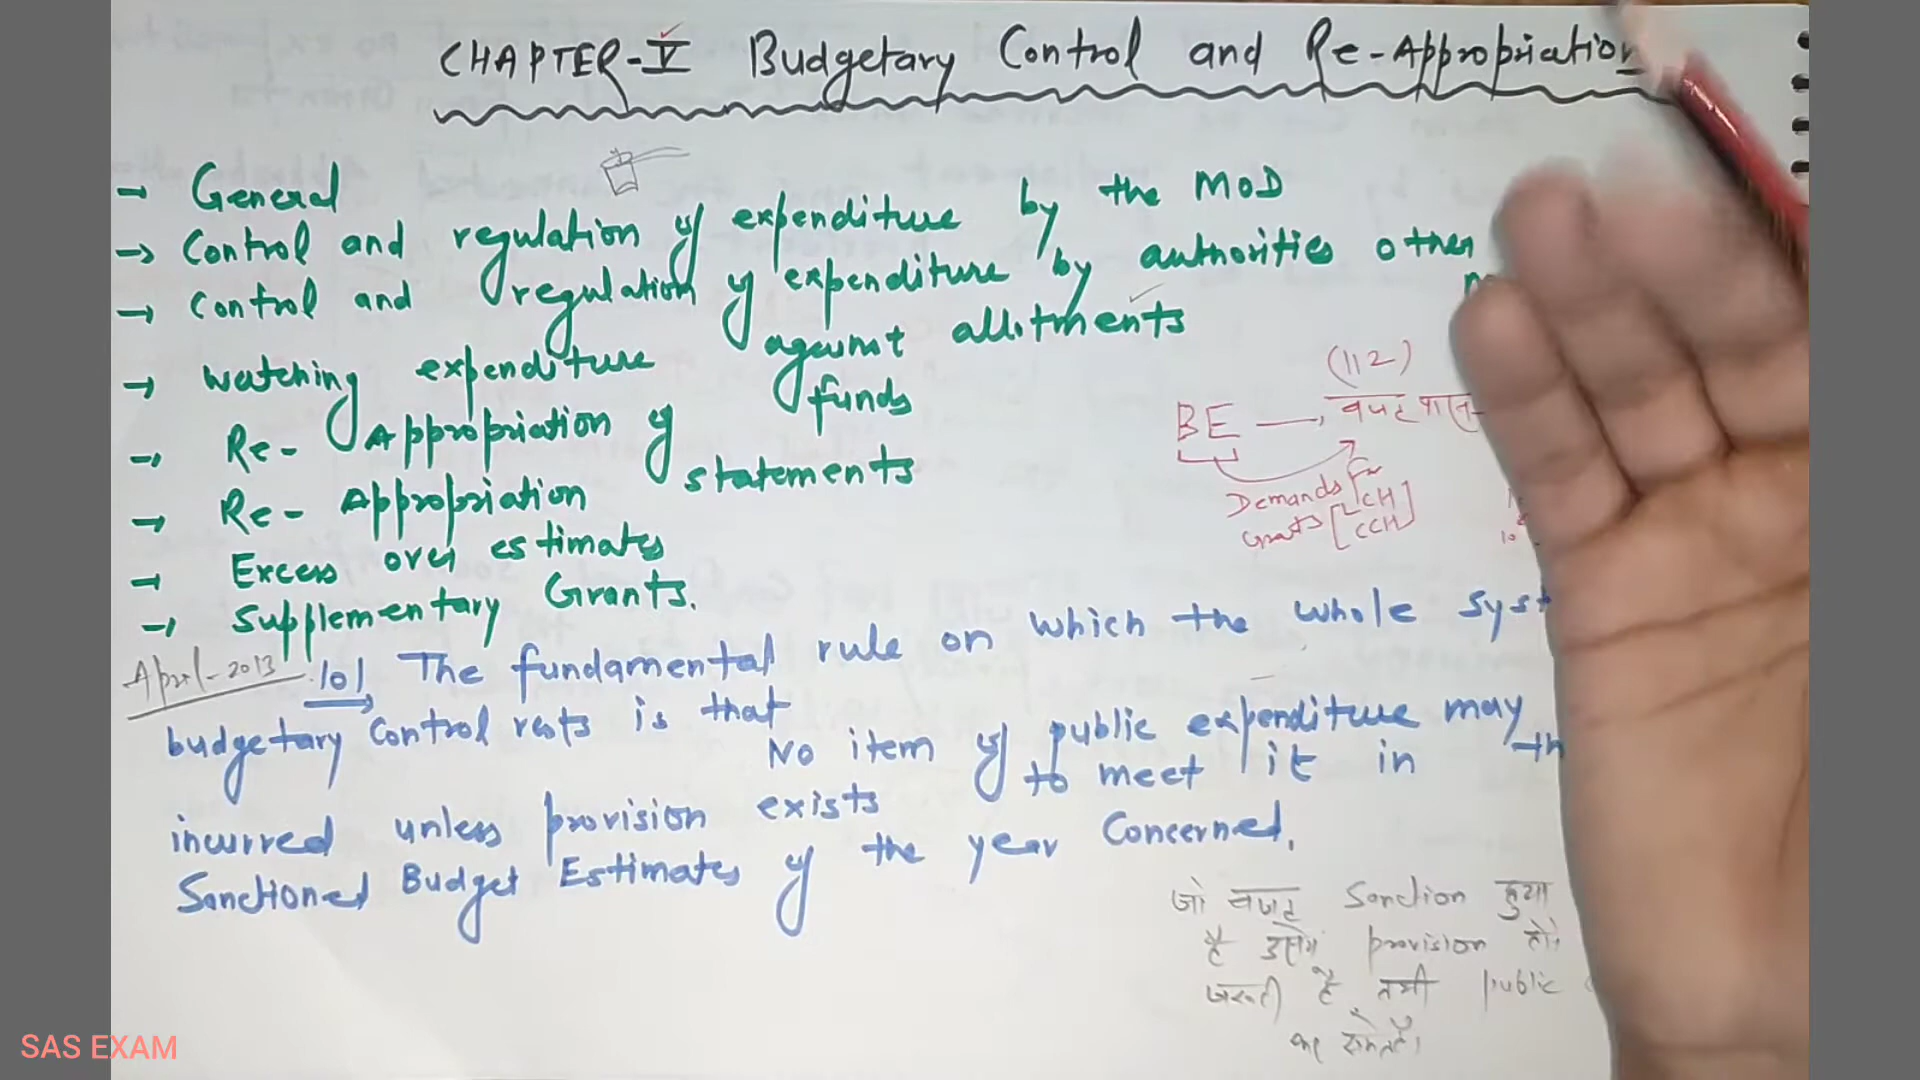 CHAPTER-V Budgetary Control and Re-Appropriation
→ General
→ Control and regulation of expenditure by the MOD
→ Control and regulation of expenditure by authorities other
→ Watching expenditure against allotments
→ Re-Appropriation of funds
→ Re-Appropriation statements
→ Excess over estimates
→ Supplementary Grants.
(112)
BE → बजट
Demands For
Grants [CH
CCH]
10
April-2013 101 The fundamental rule on which the whole syst
budgetary control rests is that
No item of public expenditure may
incurred unless provision exists to meet it in th
Sanctioned Budget Estimates of the year concerned.
जो बजट Sanction हुआ
है उसमें provision हो
जरूरी है, तभी public
कर सकते है।
SAS EXAM